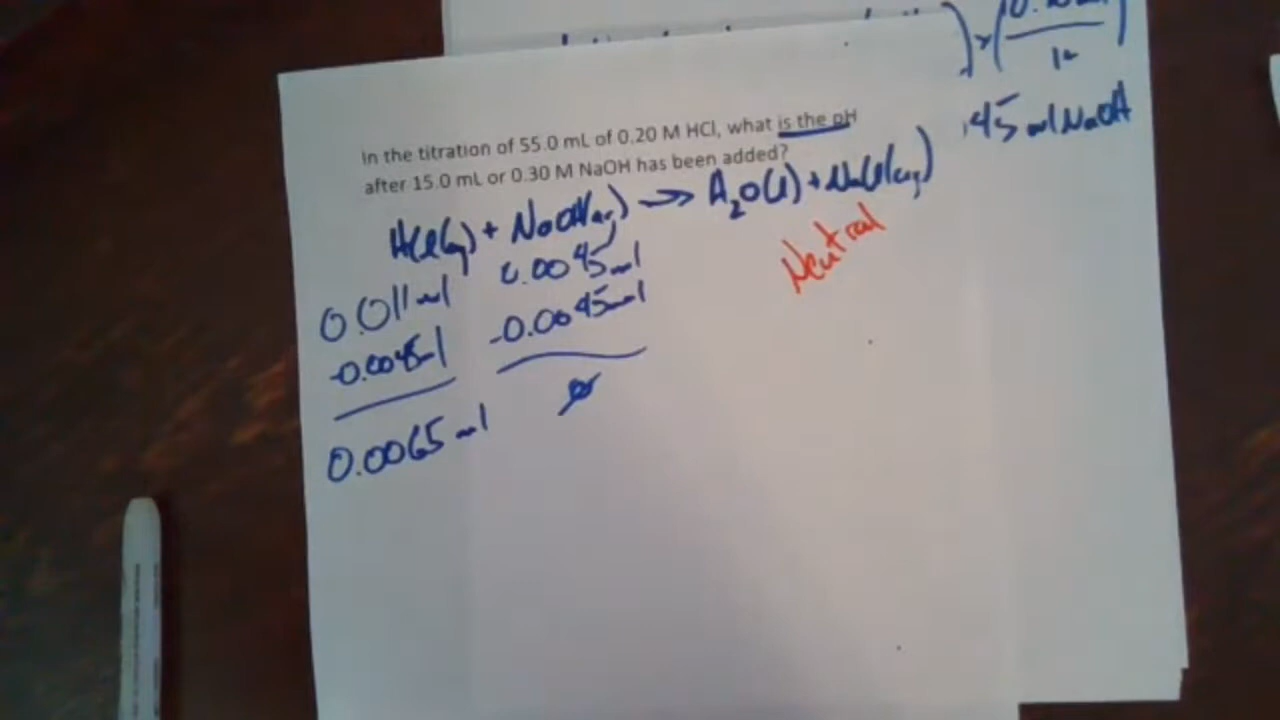 In the titration of 55.0 mL of 0.20 M HCl, what is the pH
after 15.0 mL or 0.30 M NaOH has been added?
HCl(aq) + NaOH(aq) → H2O(l) + NaCl(aq)
0.011 mol 0.0045 mol
-0.0045 mol -0.0045 mol
0.0065 mol ø
Neutral
45 mol NaOH